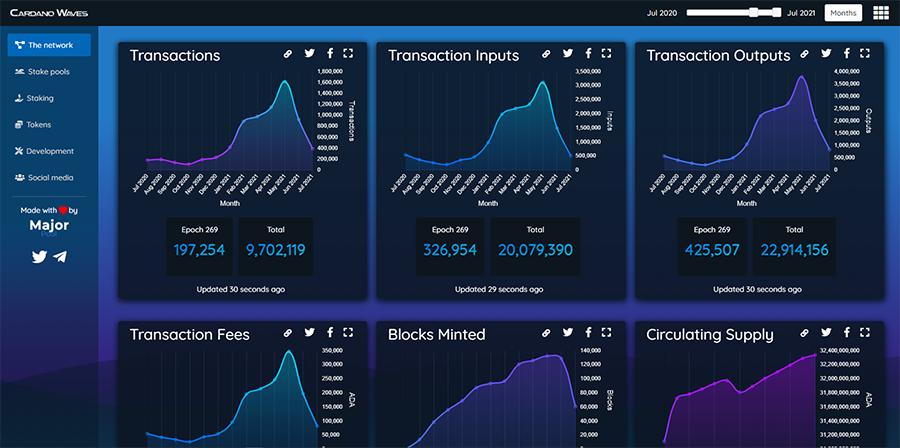 CARDANO WAVES
Jul 2020
Jul 2021
Months
The network
Stake pools
Staking
Tokens
Development
Social media
Made with ❤ by
Major
Transactions
1,800,000
1,600,000
1,400,000
1,200,000
1,000,000
800,000
600,000
400,000
200,000
0
Transactions
Jul 2020
Aug 2020
Sep 2020
Oct 2020
Nov 2020
Dec 2020
Jan 2021
Feb 2021
Mar 2021
Apr 2021
May 2021
Jun 2021
Jul 2021
Month
Epoch 269
197,254
Total
9,702,119
Updated 30 seconds ago
Transaction Inputs
3,500,000
3,000,000
2,500,000
2,000,000
1,500,000
1,000,000
500,000
0
Inputs
Jul 2020
Aug 2020
Sep 2020
Oct 2020
Nov 2020
Dec 2020
Jan 2021
Feb 2021
Mar 2021
Apr 2021
May 2021
Jun 2021
Jul 2021
Month
Epoch 269
326,954
Total
20,079,390
Updated 29 seconds ago
Transaction Outputs
4,000,000
3,500,000
3,000,000
2,500,000
2,000,000
1,500,000
1,000,000
500,000
0
Outputs
Jul 2020
Aug 2020
Sep 2020
Oct 2020
Nov 2020
Dec 2020
Jan 2021
Feb 2021
Mar 2021
Apr 2021
May 2021
Jun 2021
Jul 2021
Month
Epoch 269
425,507
Total
22,914,156
Updated 30 seconds ago
Transaction Fees
350,000
300,000
250,000
200,000
150,000
100,000
50,000
ADA
Blocks Minted
140,000
120,000
100,000
80,000
60,000
40,000
20,000
0
Blocks
Circulating Supply
32,400,000,000
32,200,000,000
32,000,000,000
31,800,000,000
31,600,000,000
31,400,000,000
31,200,000,000
ADA